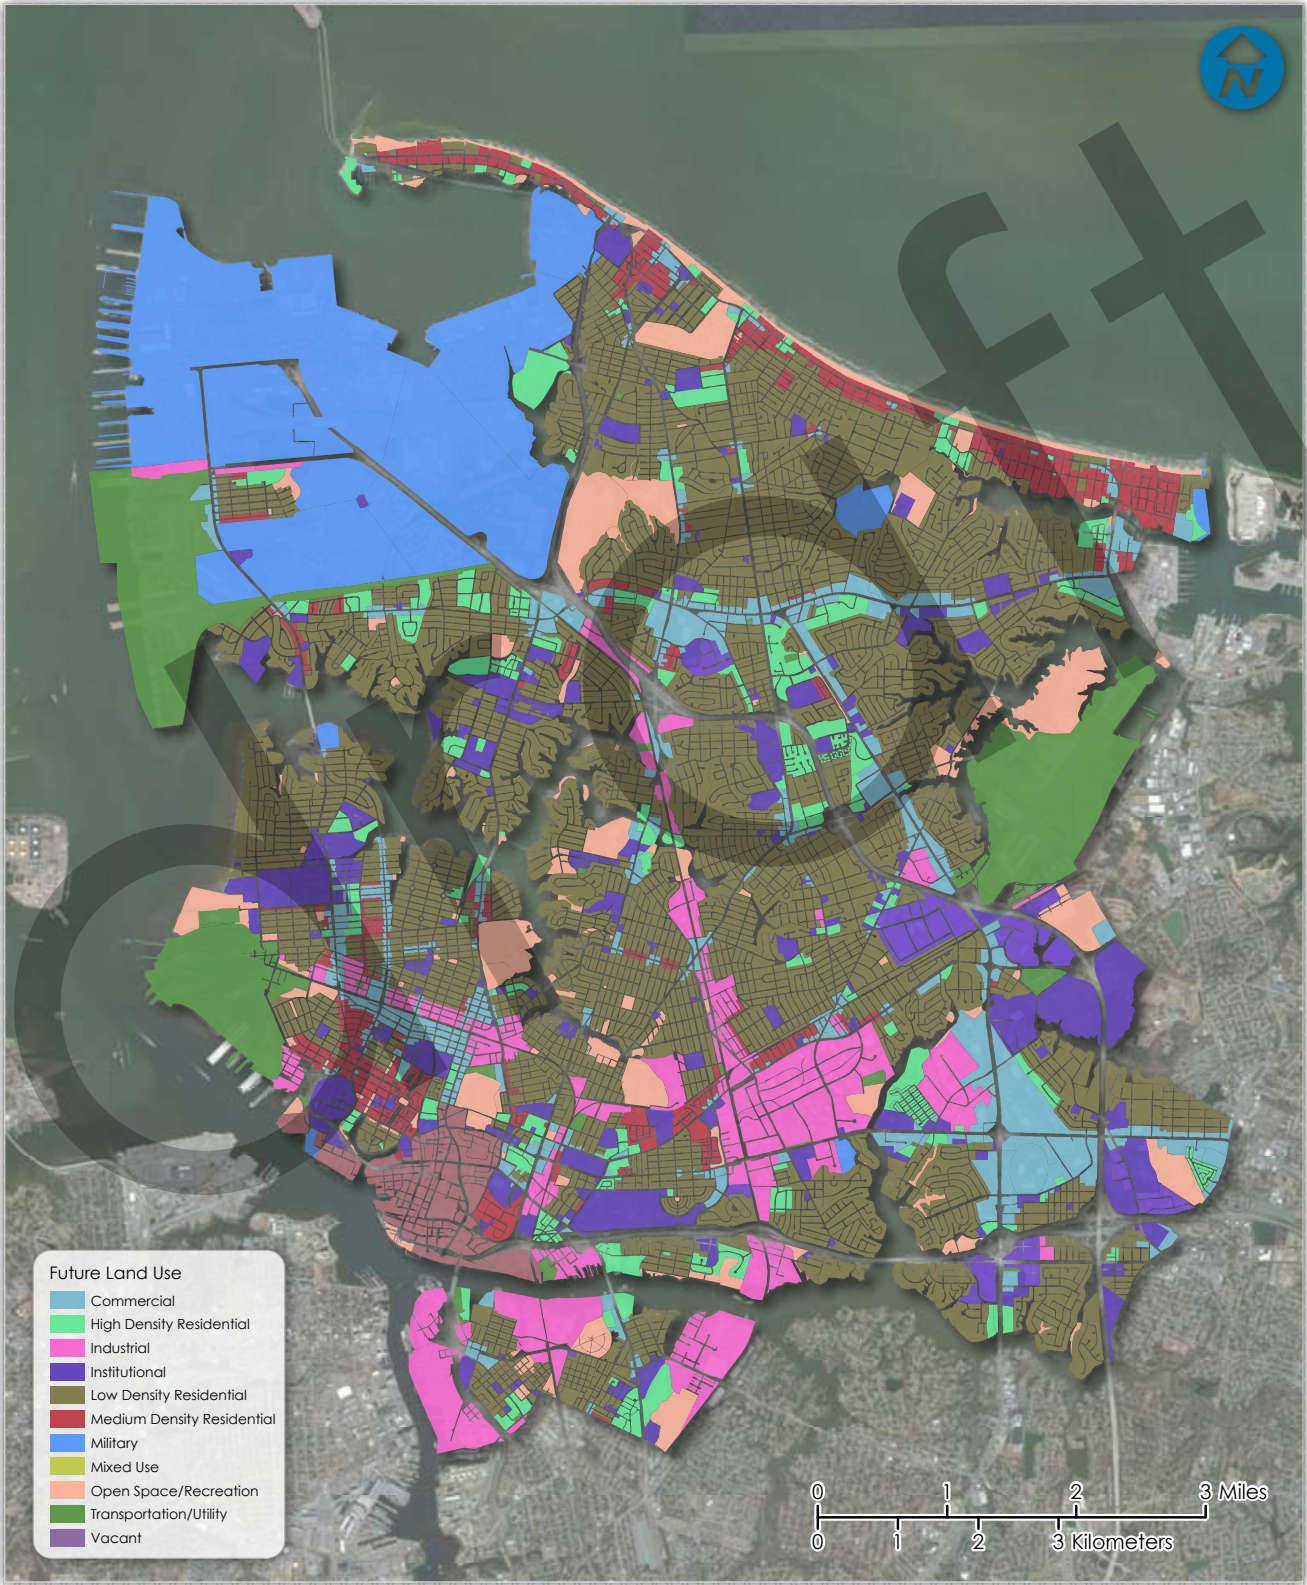 N
Draft
Future Land Use
Commercial
High Density Residential
Industrial
Institutional
Low Density Residential
Medium Density Residential
Military
Mixed Use
Open Space/Recreation
Transportation/Utility
Vacant
0 1 2 3 Miles
0 1 2 3 Kilometers